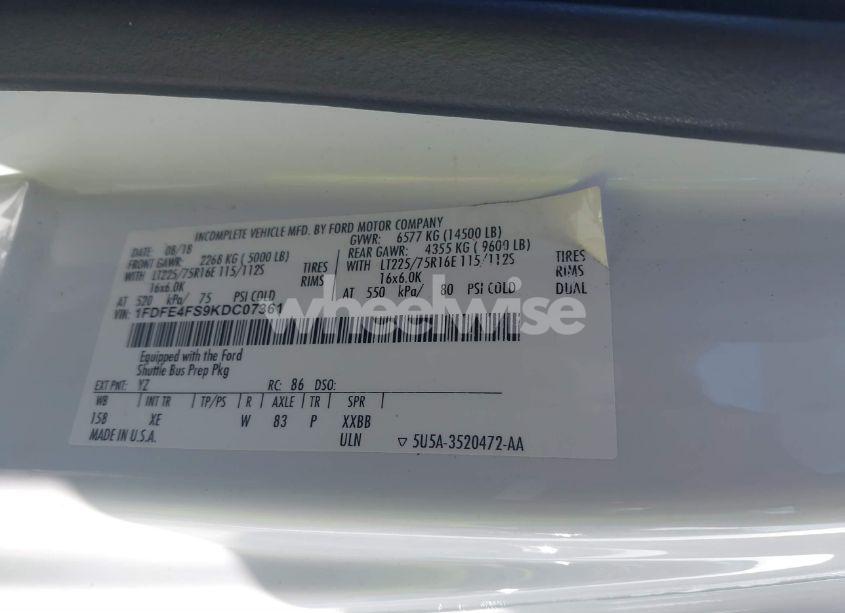 INCOMPLETE VEHICLE MFD. BY FORD MOTOR COMPANY
DATE: 08/18 GVWR: 6577 KG (14500 LB)
FRONT GAWR: 2268 KG ( 5000 LB) REAR GAWR: 4355 KG ( 9600 LB)
WITH LT225/75R16E 115/112S TIRES WITH LT225/75R16E 115/112S TIRES
16x6.0K RIMS 16x6.0K RIMS
AT 520 kPa/ 75 PSI COLD AT 550 kPa/ 80 PSI COLD DUAL
VIN: 1FDFE4FS9KDC07361
wheelwise
Equipped with the Ford
Shuttle Bus Prep Pkg
EXT PNT: YZ RC: 86 DSO:
WB INT TR TP/PS R AXLE TR SPR
158 XE W 83 P XXBB
MADE IN U.S.A. ULN ▽ 5U5A-3520472-AA